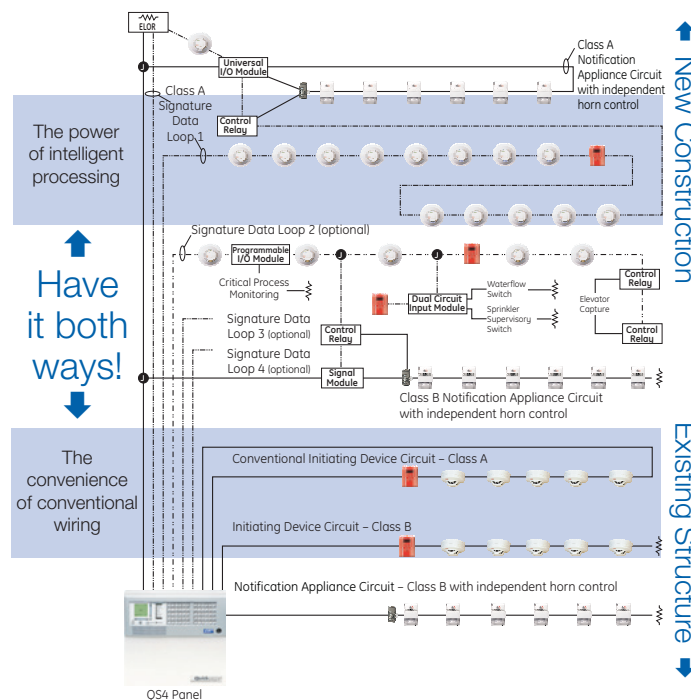 ELOR
Universal
I/O Module
Class A
Notification
Appliance Circuit
with independent
horn control
Class A
Signature
Data
Loop 1
Control
Relay
The power
of intelligent
processing
New Construction
Signature Data Loop 2 (optional)
Programmable
I/O Module
Critical Process
Monitoring
Have
it both
ways!
Waterflow
Switch
Dual Circuit
Input Module
Sprinkler
Supervisory
Switch
Control
Relay
Elevator
Capture
Control
Relay
Signature Data
Loop 3 (optional)
Control
Relay
Signature Data
Loop 4 (optional)
Signal
Module
Class B Notification Appliance Circuit
with independent horn control
The
convenience
of conventional
wiring
Conventional Initiating Device Circuit – Class A
Initiating Device Circuit – Class B
Existing Structure
Notification Appliance Circuit – Class B with independent horn control
QS4 Panel